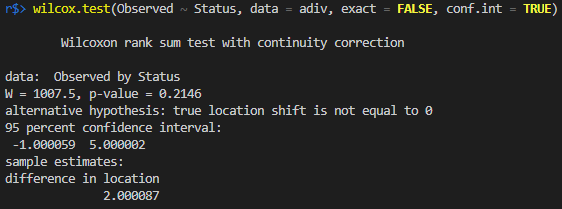 r$> wilcox.test(Observed ~ Status, data = adiv, exact = FALSE, conf.int = TRUE)
Wilcoxon rank sum test with continuity correction
data:  Observed by Status
W = 1007.5, p-value = 0.2146
alternative hypothesis: true location shift is not equal to 0
95 percent confidence interval:
-1.000059  5.000002
sample estimates:
difference in location
2.000087